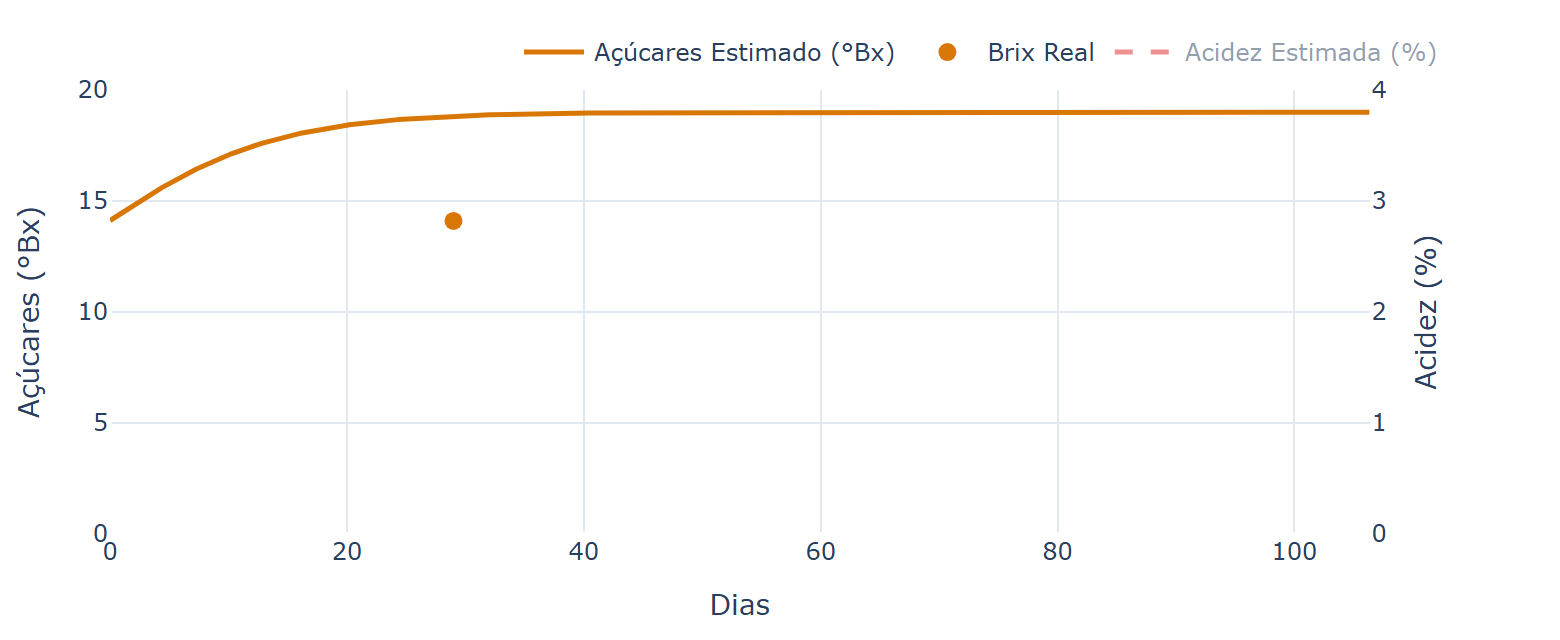 Açúcares Estimado (°Bx) Brix Real Acidez Estimada (%)
20 4
15 3
10 2
5 1
0 0
Açúcares (°Bx)
Acidez (%)
0 20 40 60 80 100
Dias